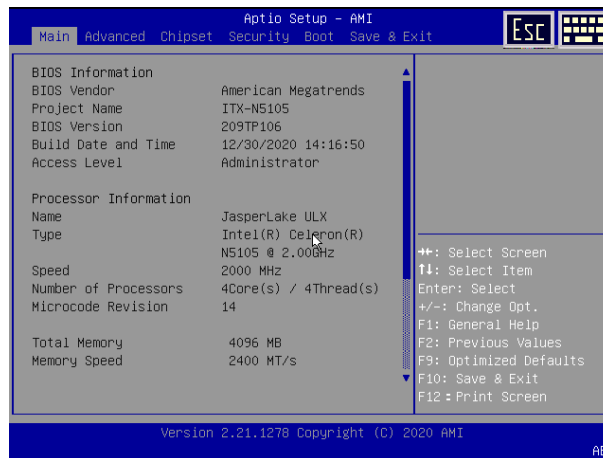 Aptio Setup – AMI
Main Advanced Chipset Security Boot Save & Exit
Esc
BIOS Information
BIOS Vendor American Megatrends
Project Name ITX-N5105
BIOS Version 209TP106
Build Date and Time 12/30/2020 14:16:50
Access Level Administrator
Processor Information
Name JasperLake ULX
Type Intel(R) Celeron(R)
N5105 @ 2.00GHz
Speed 2000 MHz
Number of Processors 4Core(s) / 4Thread(s)
Microcode Revision 14
Total Memory 4096 MB
Memory Speed 2400 MT/s
→←: Select Screen
↑↓: Select Item
Enter: Select
+/-: Change Opt.
F1: General Help
F2: Previous Values
F9: Optimized Defaults
F10: Save & Exit
F12 : Print Screen
Version 2.21.1278 Copyright (C) 2020 AMI